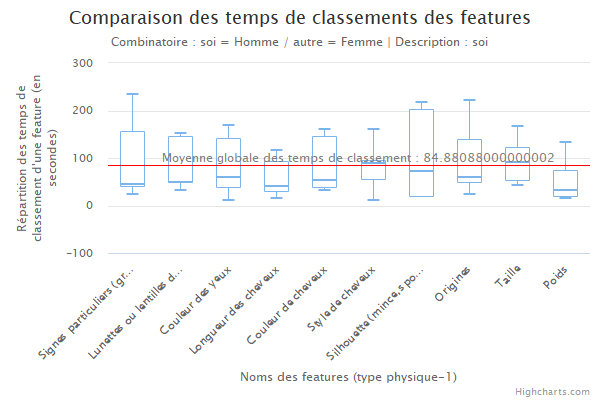 Comparaison des temps de classements des features
Combinatoire : soi = Homme / autre = Femme | Description : soi
Répartition des temps de
classement d'une feature (en
secondes)
300
200
100
0
-100
Moyenne globale des temps de classement : 84.88088000000002
Signes particuliers (gr...
Lunettes ou lentilles d...
Couleur des yeux
Longueur des cheveux
Couleur de cheveux
Style de cheveux
Silhouette (mince,s po...
Origines
Taille
Poids
Noms des features (type physique-1)
Highcharts.com